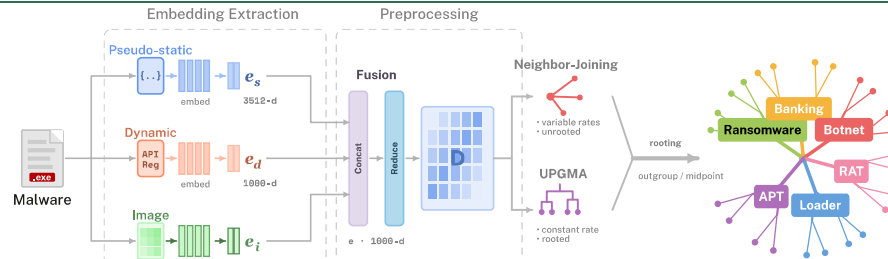 Embedding Extraction
Preprocessing
Pseudo-static
{..}
embed
e_s
3512-d
Dynamic
API
Reg
embed
e_d
1000-d
Image
e_i
.exe
Malware
Fusion
Concat
Reduce
D
e · 1000-d
Neighbor-Joining
• variable rates
• unrooted
UPGMA
• constant rate
• rooted
rooting
outgroup / midpoint
Banking
Ransomware
Botnet
RAT
APT
Loader